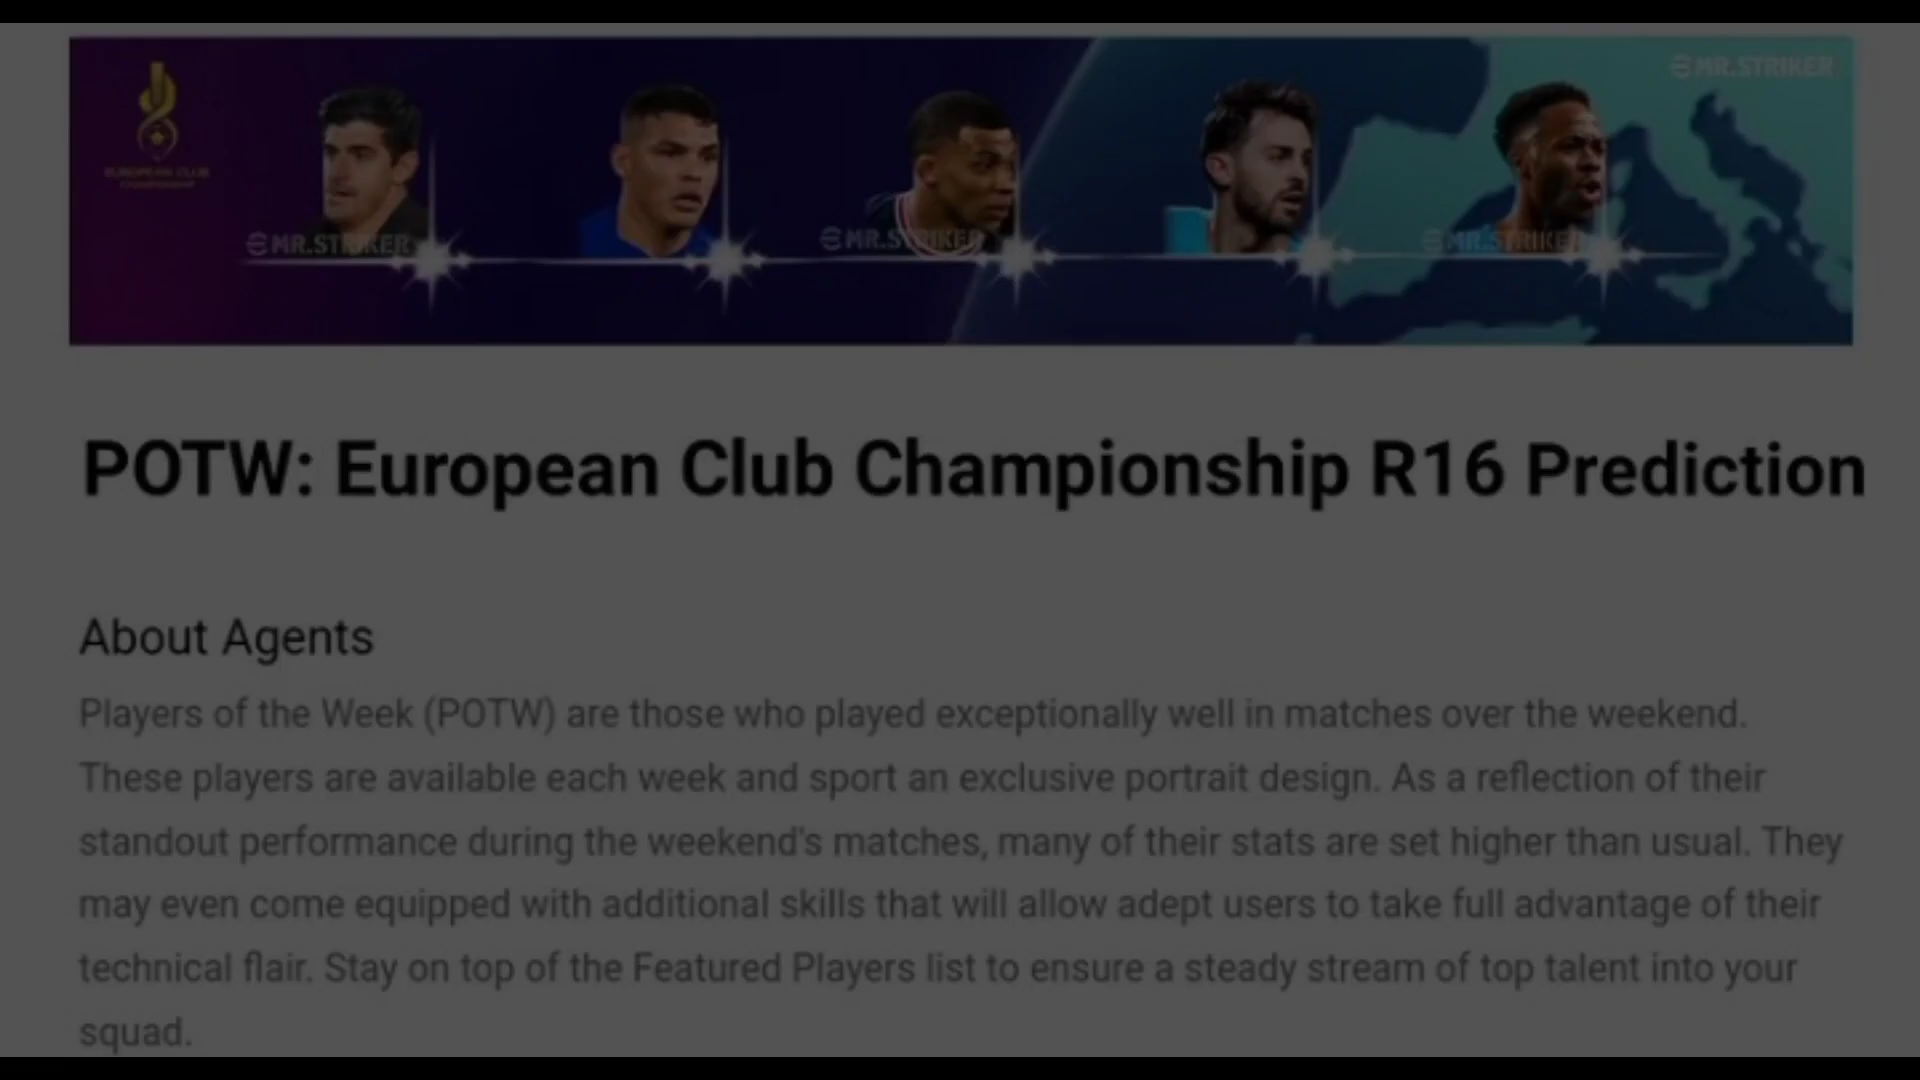 MR.STRIKER
EUROPEAN CLUB
CHAMPIONSHIP
MR.STRIKER
MR.STRIKER
MR.STRIKER
POTW: European Club Championship R16 Prediction
About Agents
Players of the Week (POTW) are those who played exceptionally well in matches over the weekend.
These players are available each week and sport an exclusive portrait design. As a reflection of their
standout performance during the weekend's matches, many of their stats are set higher than usual. They
may even come equipped with additional skills that will allow adept users to take full advantage of their
technical flair. Stay on top of the Featured Players list to ensure a steady stream of top talent into your
squad.